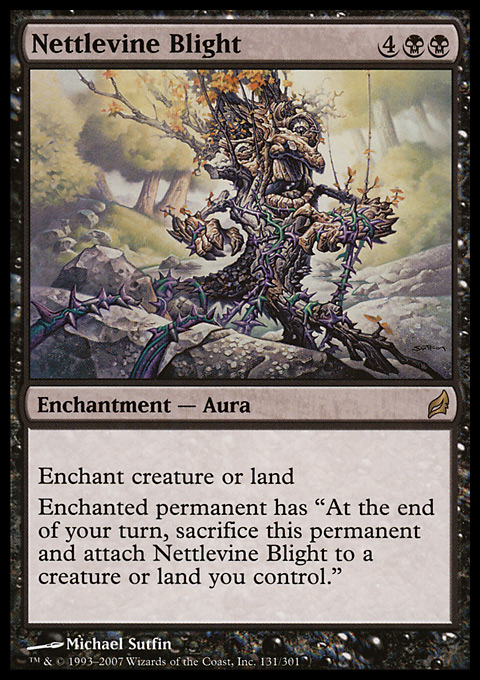 Nettlevine Blight 4
Enchantment — Aura
Enchant creature or land
Enchanted permanent has “At the end
of your turn, sacrifice this permanent
and attach Nettlevine Blight to a
creature or land you control.”
Michael Sutfin
™ & © 1993–2007 Wizards of the Coast, Inc. 131/301